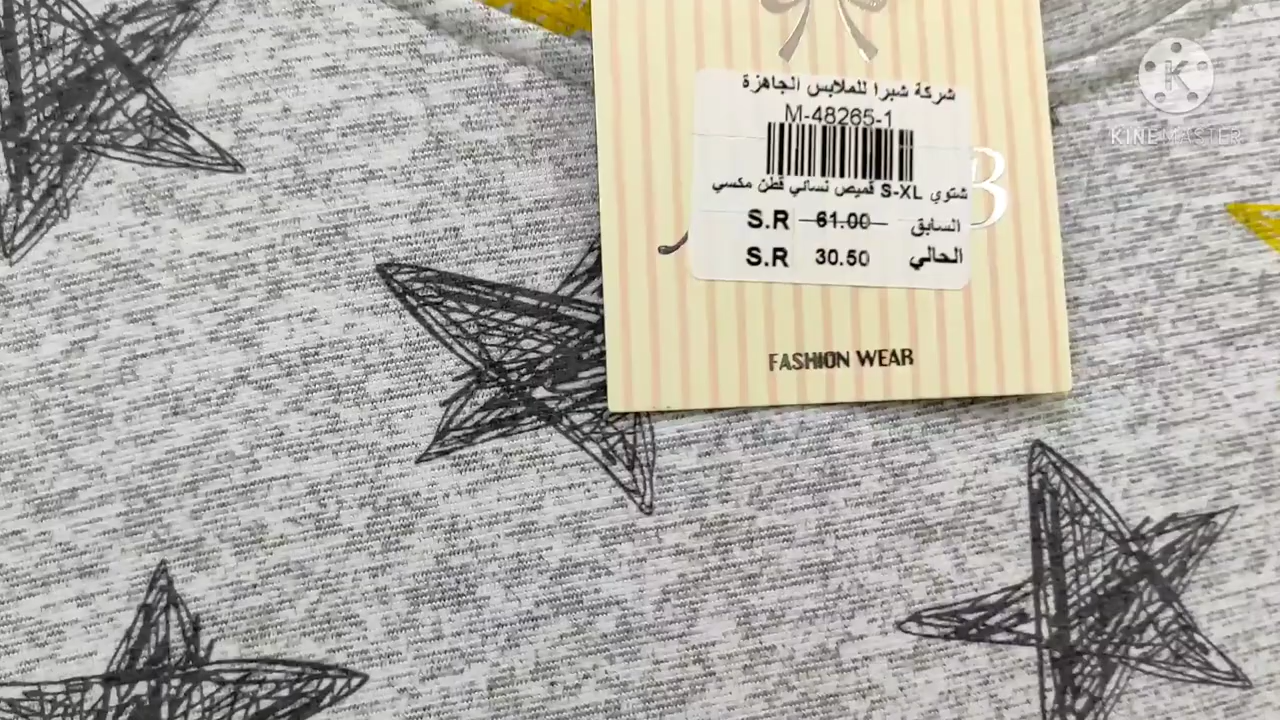 شركة شبرا للملابس الجاهزة
M-48265-1
شتوي S-XL قميص نسائي قطن مكسي
السابق 61.00 S.R
الحالي 30.50 S.R
B
FASHION WEAR
K
KINEMASTER